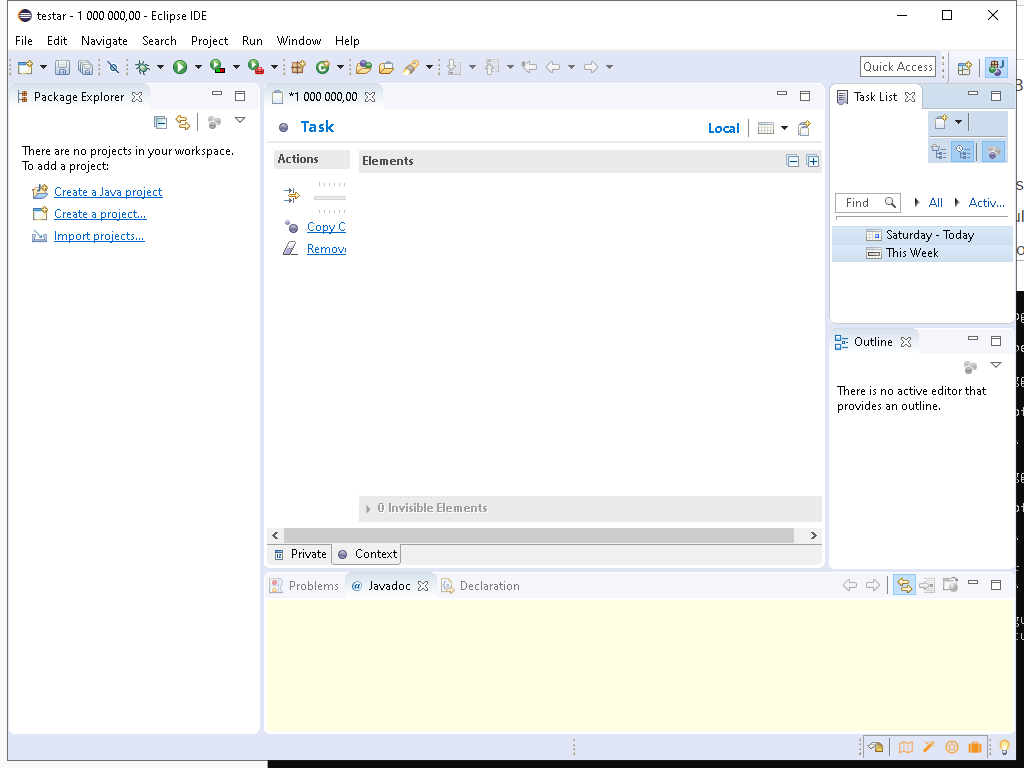 testar - 1 000 000,00 - Eclipse IDE
File Edit Navigate Search Project Run Window Help
Quick Access
Package Explorer
There are no projects in your workspace.
To add a project:
Create a Java project
Create a project...
Import projects...
*1 000 000,00
Task
Local
Actions
Elements
Copy C
Remove
0 Invisible Elements
Private Context
Task List
Find All Activ...
Saturday - Today
This Week
Outline
There is no active editor that
provides an outline.
Problems @ Javadoc Declaration